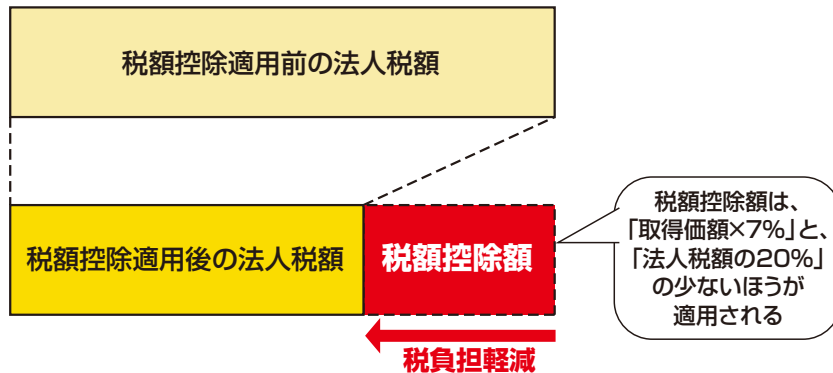 税額控除適用前の法人税額
税額控除適用後の法人税額
税額控除額
税額控除額は、
「取得価額×7%」と、
「法人税額の20%」
の少ないほうが
適用される
税負担軽減